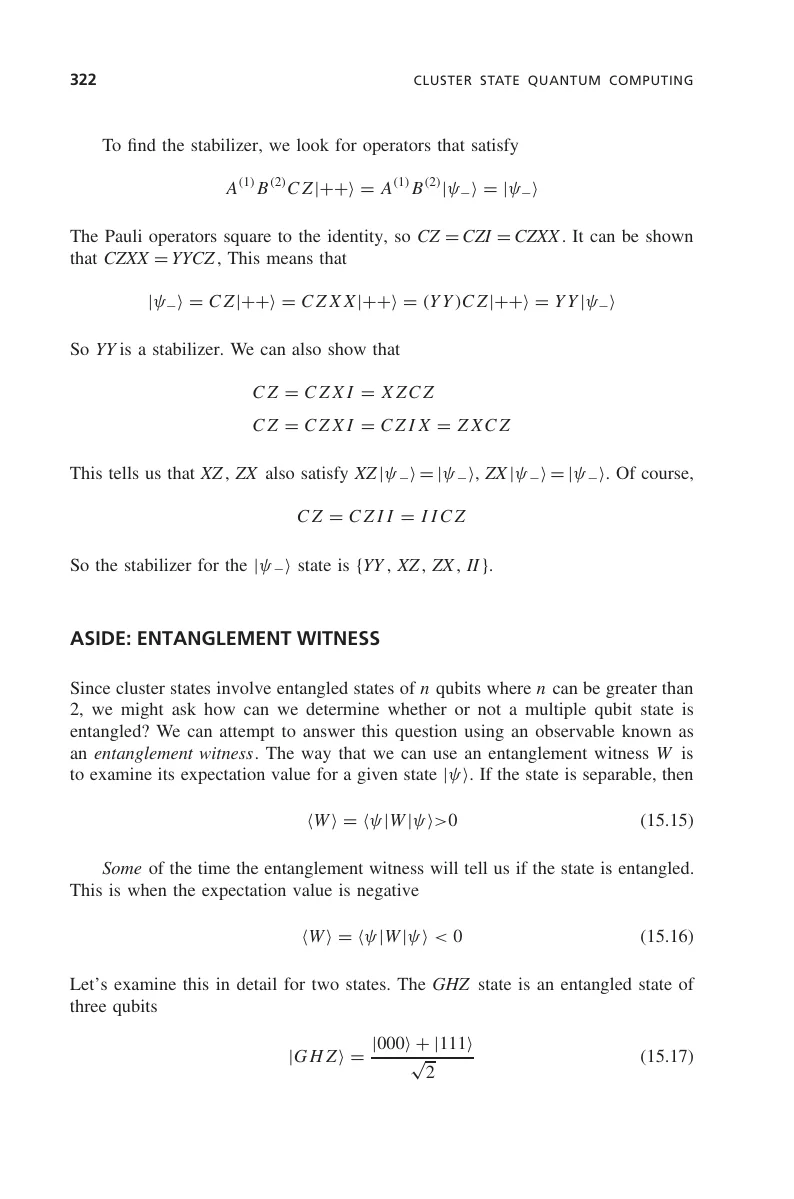 322 CLUSTER STATE QUANTUM COMPUTING
To find the stabilizer, we look for operators that satisfy
A^{(1)}B^{(2)}CZ|++⟩ = A^{(1)}B^{(2)}|ψ_−⟩ = |ψ_−⟩
The Pauli operators square to the identity, so CZ = CZI = CZXX. It can be shown
that CZXX = YYCZ, This means that
|ψ_−⟩ = CZ|++⟩ = CZXX|++⟩ = (YY)CZ|++⟩ = YY|ψ_−⟩
So YY is a stabilizer. We can also show that
CZ = CZXI = XZCZ
CZ = CZXI = CZIX = ZXCZ
This tells us that XZ, ZX also satisfy XZ|ψ_−⟩ = |ψ_−⟩, ZX|ψ_−⟩ = |ψ_−⟩. Of course,
CZ = CZII = IICZ
So the stabilizer for the |ψ_−⟩ state is {YY, XZ, ZX, II}.
ASIDE: ENTANGLEMENT WITNESS
Since cluster states involve entangled states of n qubits where n can be greater than
2, we might ask how can we determine whether or not a multiple qubit state is
entangled? We can attempt to answer this question using an observable known as
an entanglement witness. The way that we can use an entanglement witness W is
to examine its expectation value for a given state |ψ⟩. If the state is separable, then
⟨W⟩ = ⟨ψ|W|ψ⟩>0 (15.15)
Some of the time the entanglement witness will tell us if the state is entangled.
This is when the expectation value is negative
⟨W⟩ = ⟨ψ|W|ψ⟩ < 0 (15.16)
Let's examine this in detail for two states. The GHZ state is an entangled state of
three qubits
|GHZ⟩ = (|000⟩ + |111⟩)/√2 (15.17)